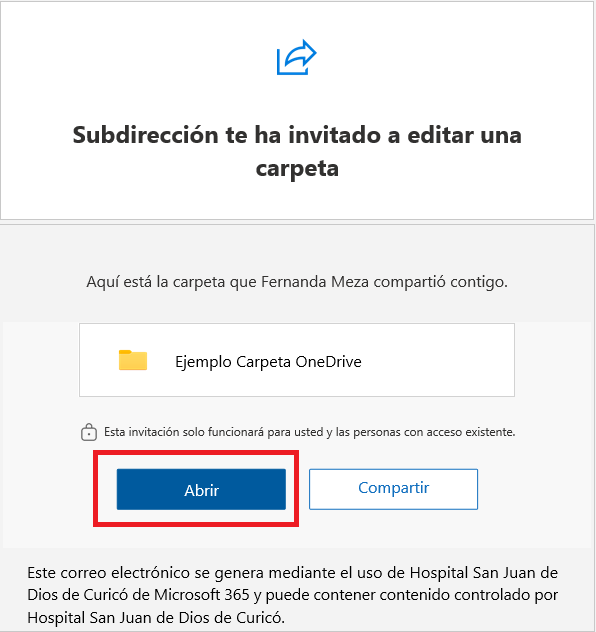 Subdirección te ha invitado a editar una
carpeta
Aquí está la carpeta que Fernanda Meza compartió contigo.
Ejemplo Carpeta OneDrive
Esta invitación solo funcionará para usted y las personas con acceso existente.
Abrir
Compartir
Este correo electrónico se genera mediante el uso de Hospital San Juan de
Dios de Curicó de Microsoft 365 y puede contener contenido controlado por
Hospital San Juan de Dios de Curicó.